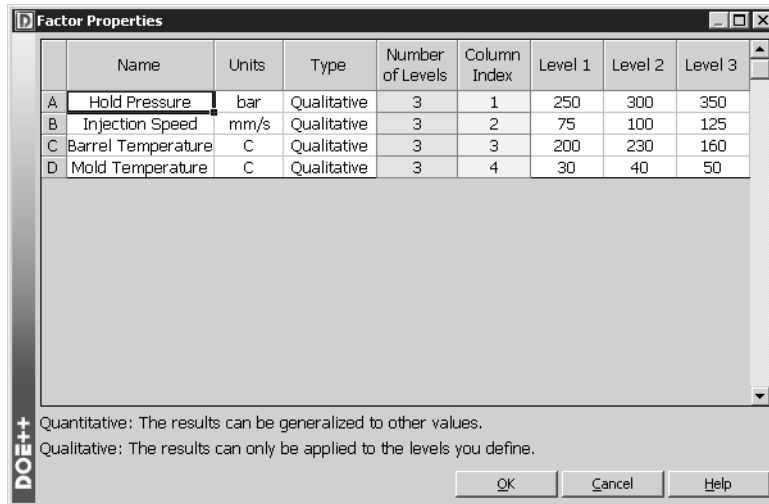 Factor Properties
Name Units Type Number of Levels Column Index Level 1 Level 2 Level 3
A Hold Pressure bar Qualitative 3 1 250 300 350
B Injection Speed mm/s Qualitative 3 2 75 100 125
C Barrel Temperature C Qualitative 3 3 200 230 160
D Mold Temperature C Qualitative 3 4 30 40 50
Quantitative: The results can be generalized to other values.
Qualitative: The results can only be applied to the levels you define.
DOE++
OK Cancel Help